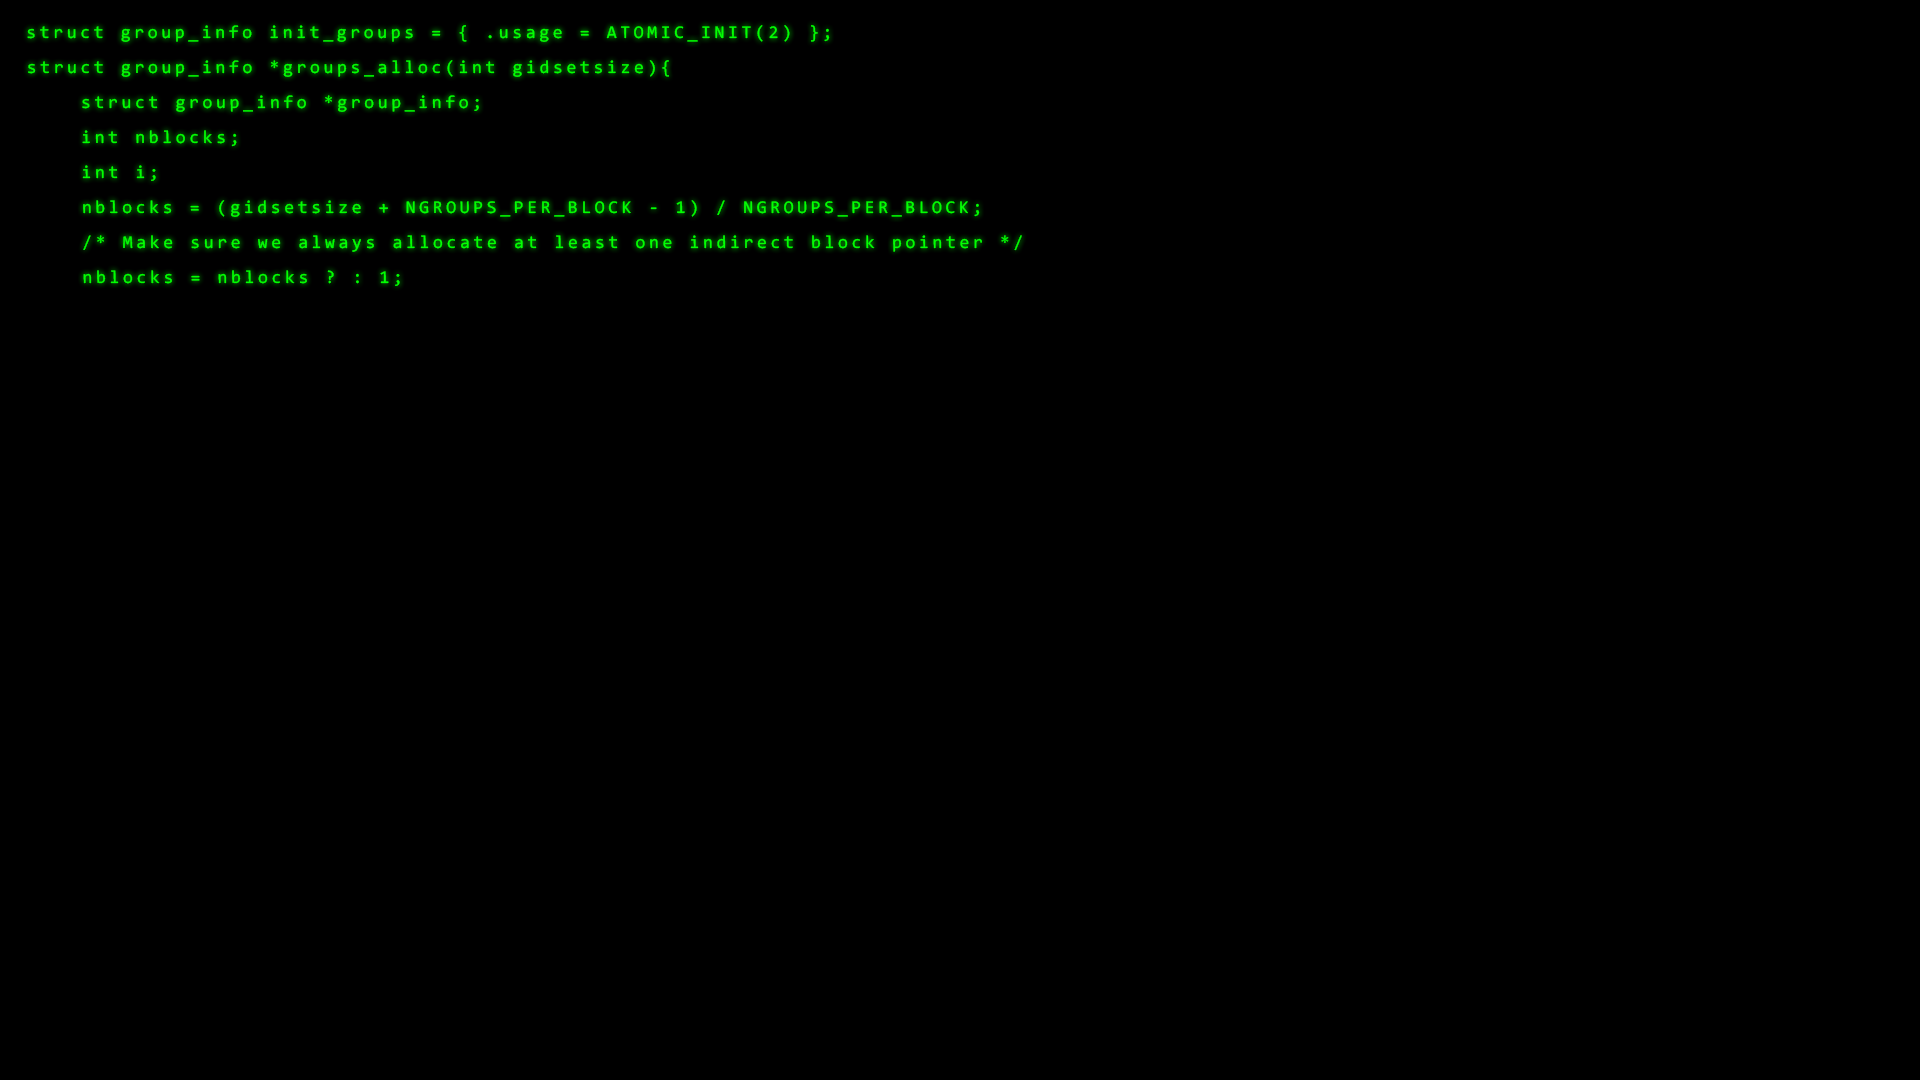 struct group_info init_groups = { .usage = ATOMIC_INIT(2) };
struct group_info *groups_alloc(int gidsetsize){
    struct group_info *group_info;
    int nblocks;
    int i;
    nblocks = (gidsetsize + NGROUPS_PER_BLOCK - 1) / NGROUPS_PER_BLOCK;
    /* Make sure we always allocate at least one indirect block pointer */
    nblocks = nblocks ? : 1;